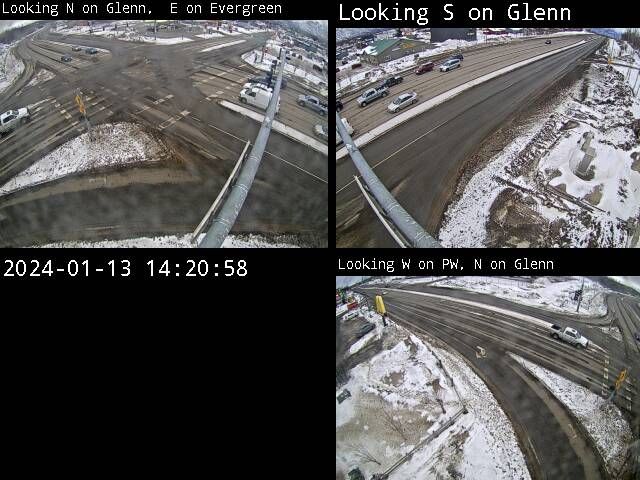 Looking N on Glenn, E on Evergreen
Looking S on Glenn
2024-01-13 14:20:58
Looking W on PW, N on Glenn